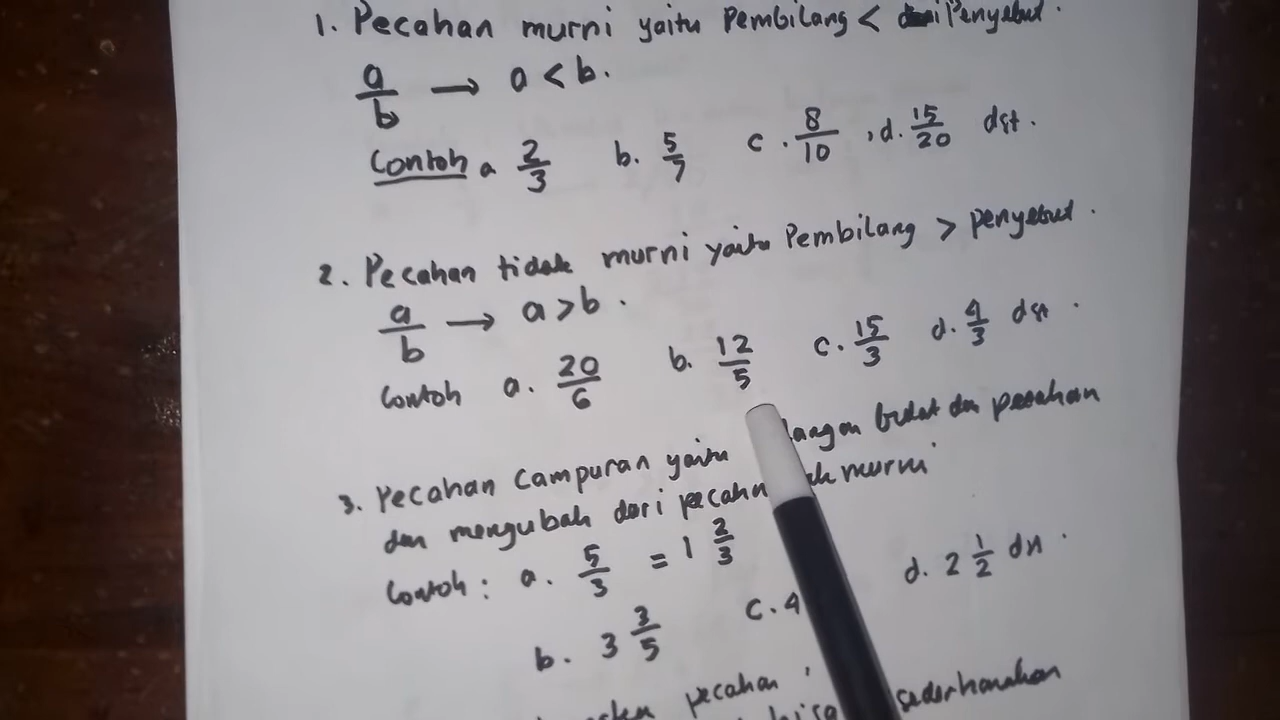 1. Pecahan murni yaitu Pembilang < Penyebut.
a/b → a < b.
Contoh a 2/3 b. 5/7 c. 8/10 , d. 15/20 dst.
2. Pecahan tidak murni yaitu Pembilang > penyebut.
a/b → a > b.
Contoh a. 20/6 b. 12/5 c. 15/3 d. 4/3 dst.
3. Pecahan Campuran yaitu langan bulat dan pecahan
dan mengubah dari pecahn murni
Contoh : a. 5/3 = 1 2/3
b. 3 3/5 c. 4 d. 2 1/2
pecahan
sederhanakan